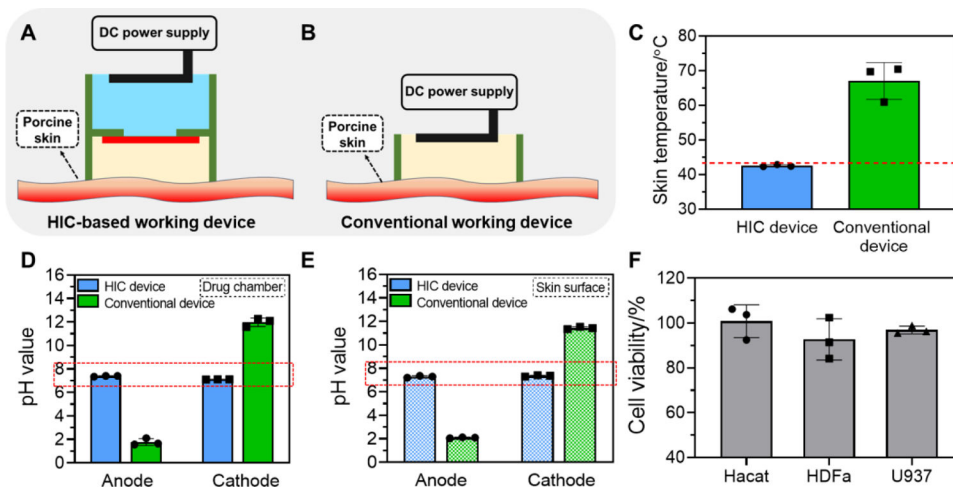 A
DC power supply
Porcine
skin
HIC-based working device
B
DC power supply
Porcine
skin
Conventional working device
C
Skin temperature/°C
80
70
60
50
40
30
HIC device
Conventional
device
D
pH value
16
14
12
10
8
6
4
2
0
HIC device
Drug chamber
Conventional device
Anode
Cathode
E
pH value
16
14
12
10
8
6
4
2
0
HIC device
Skin surface
Conventional device
Anode
Cathode
F
Cell viability/%
120
100
80
60
40
Hacat
HDFa
U937